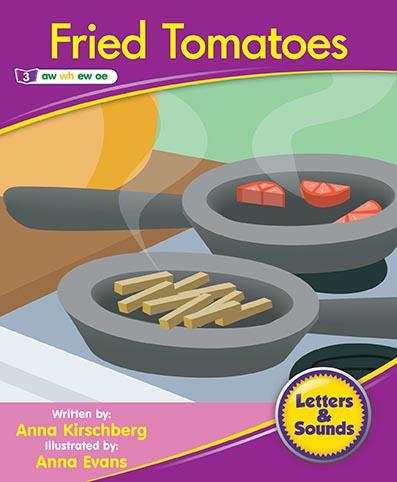 Fried Tomatoes
3 aw wh ew oe
Written by:
Anna Kirschberg
Illustrated by:
Anna Evans
Letters
&
Sounds